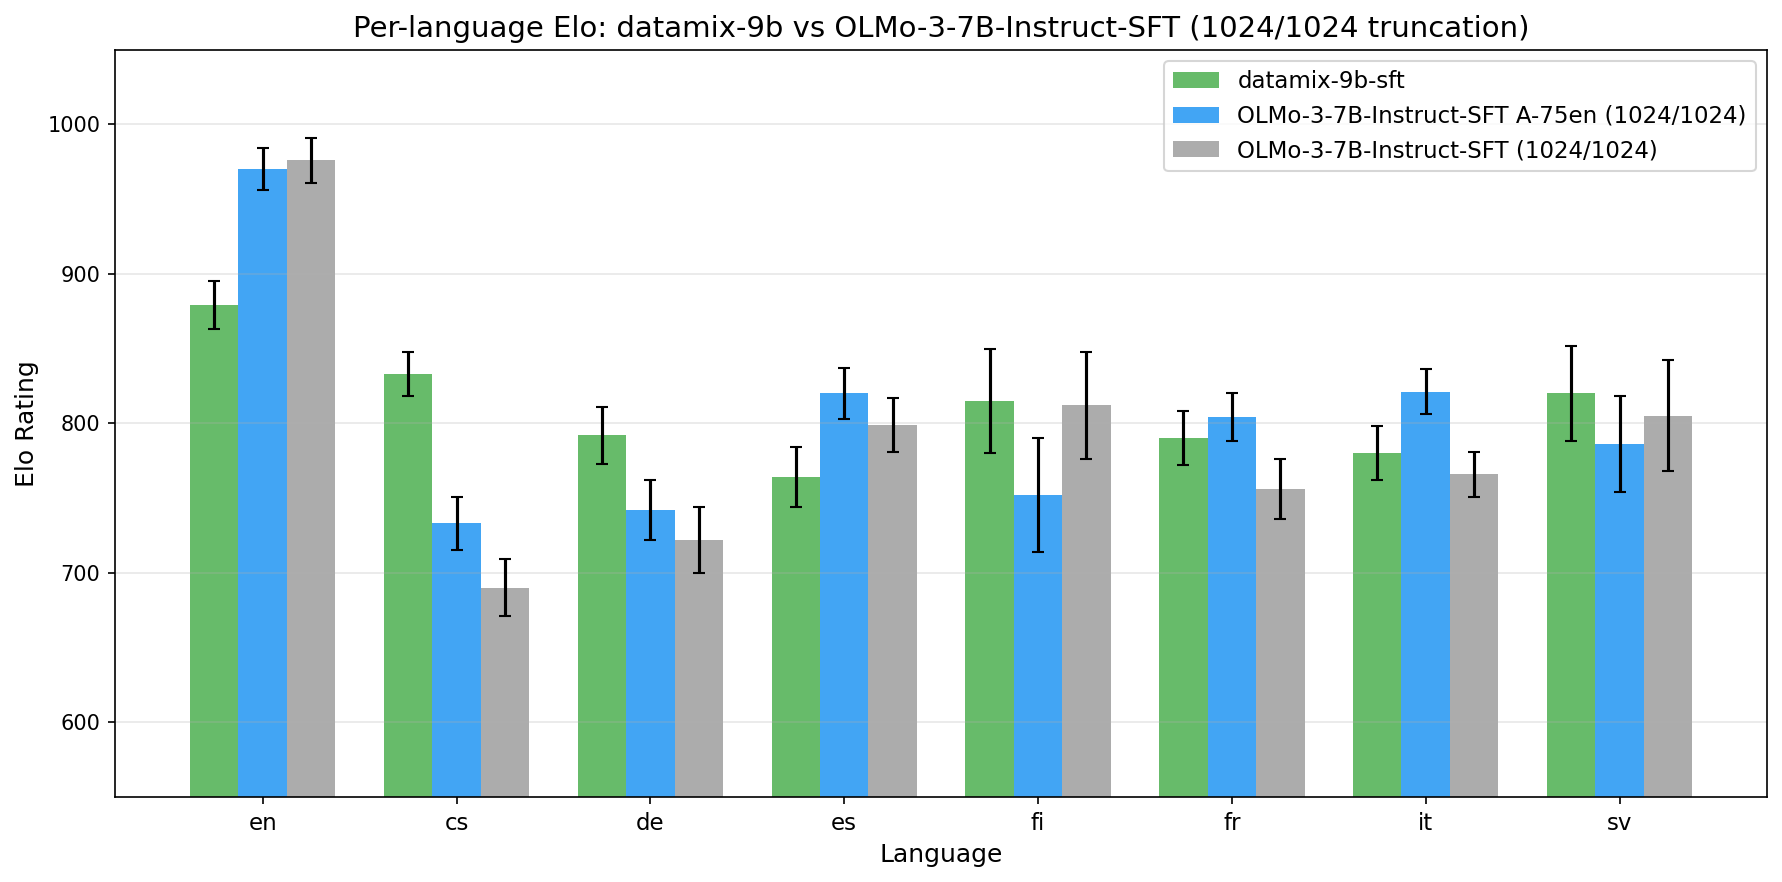 Per-language Elo: datamix-9b vs OLMo-3-7B-Instruct-SFT (1024/1024 truncation)
datamix-9b-sft
OLMo-3-7B-Instruct-SFT A-75en (1024/1024)
OLMo-3-7B-Instruct-SFT (1024/1024)
Elo Rating
1000
900
800
700
600
en cs de es fi fr it sv
Language